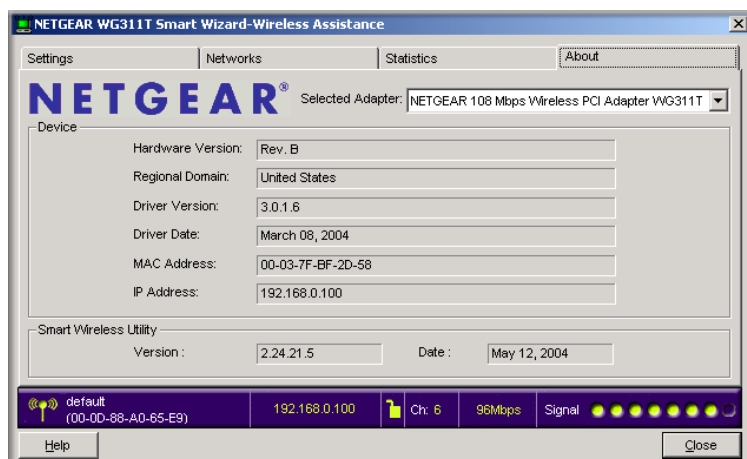 NETGEAR WG311T Smart Wizard-Wireless Assistance
Settings Networks Statistics About
NETGEAR® Selected Adapter: NETGEAR 108 Mbps Wireless PCI Adapter WG311T
Device
Hardware Version: Rev. B
Regional Domain: United States
Driver Version: 3.0.1.6
Driver Date: March 08, 2004
MAC Address: 00-03-7F-BF-2D-58
IP Address: 192.168.0.100
Smart Wireless Utility
Version : 2.24.21.5 Date : May 12, 2004
default
(00-0D-88-A0-65-E9) 192.168.0.100 Ch: 6 96Mbps Signal
Help Close